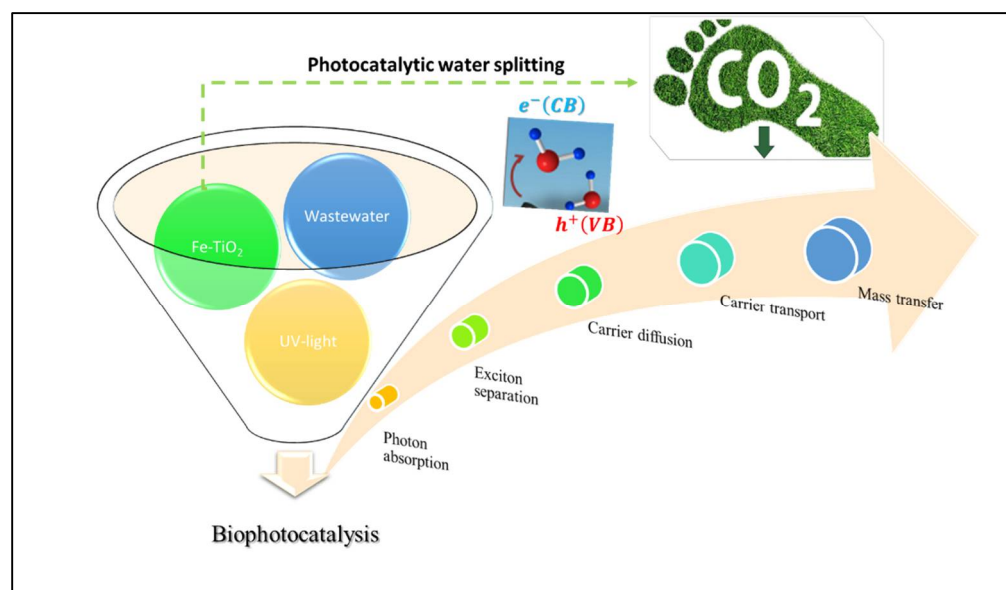 Photocatalytic water splitting
CO₂
e⁻(CB)
h⁺(VB)
Wastewater
Fe-TiO₂
UV-light
Mass transfer
Carrier transport
Carrier diffusion
Exciton
separation
Photon
absorption
Biophotocatalysis